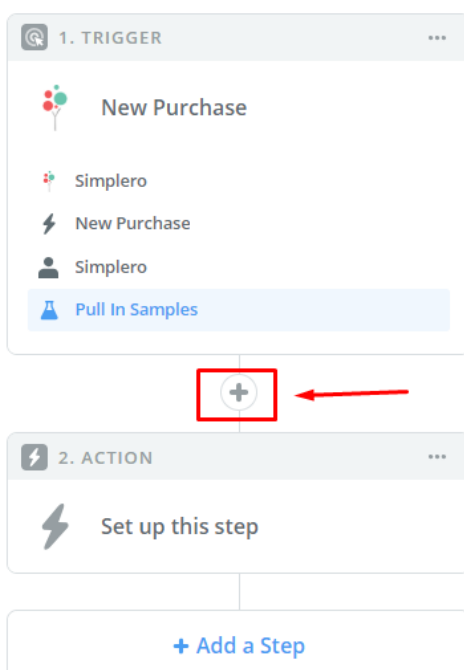 1. TRIGGER
New Purchase
Simplero
New Purchase
Simplero
Pull In Samples
2. ACTION
Set up this step
+ Add a Step